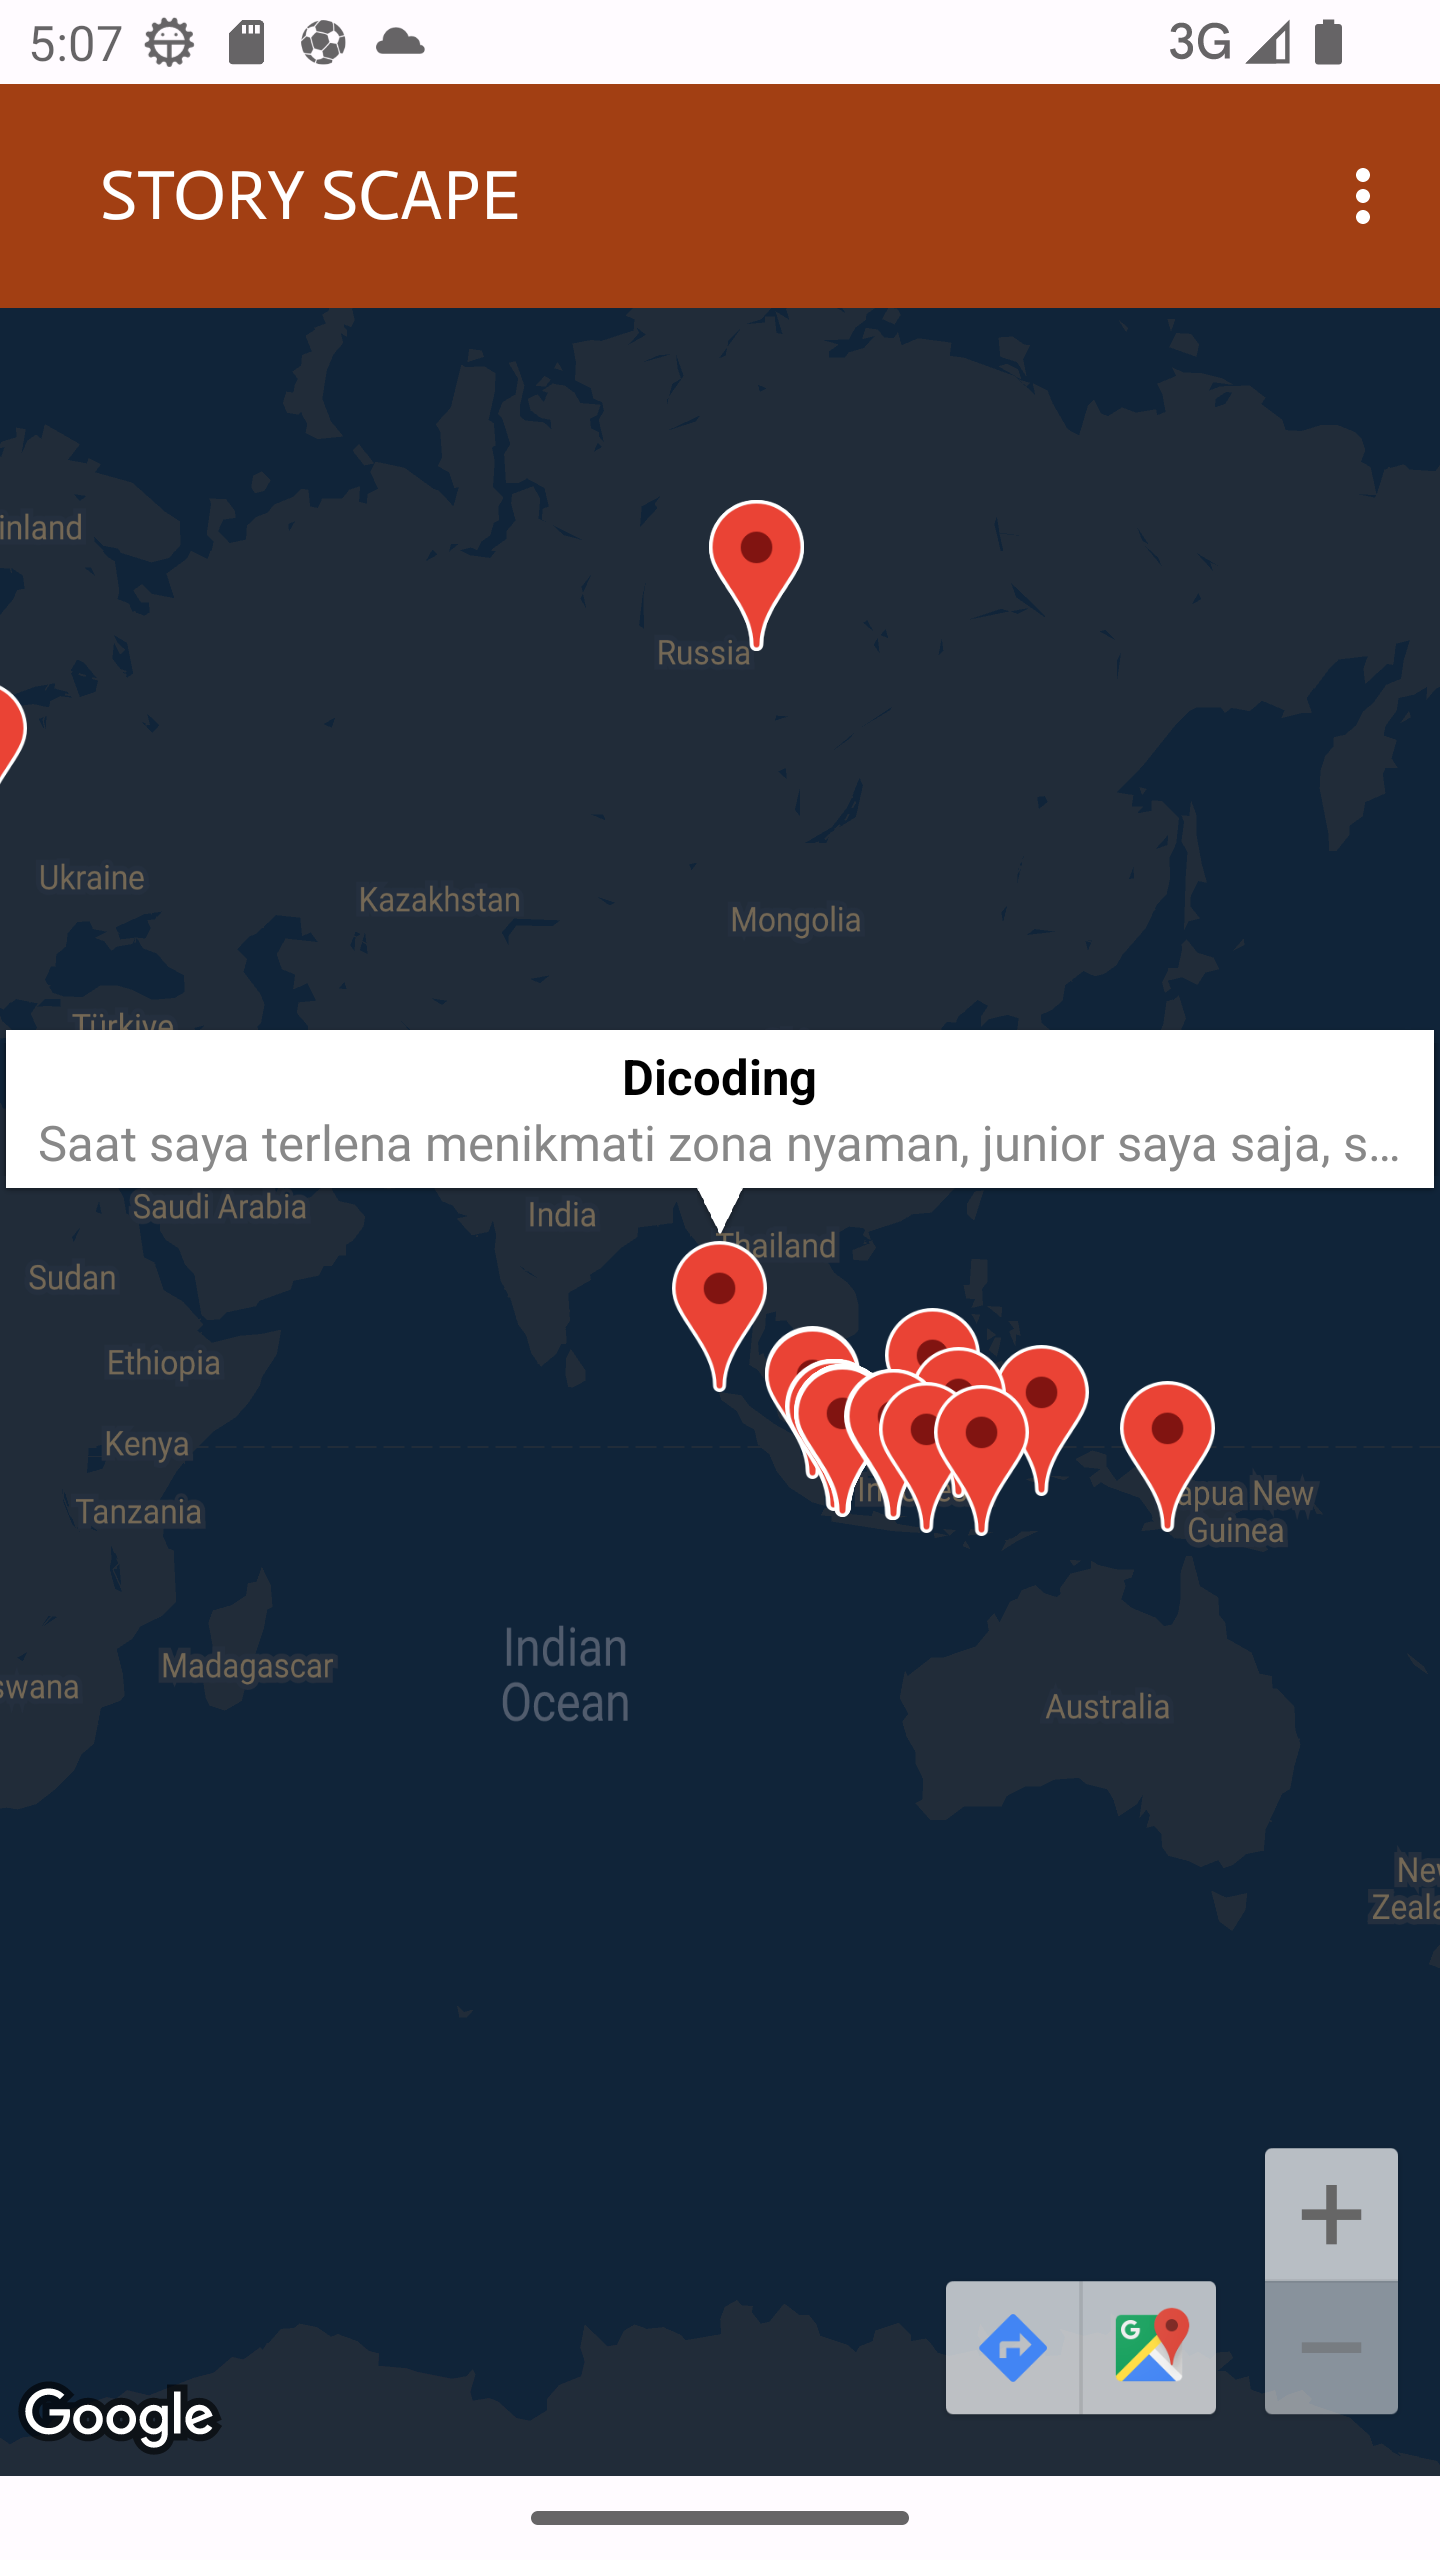 5:07
3G
STORY SCAPE
inland
Russia
Ukraine
Kazakhstan
Mongolia
Türkiye
Dicoding
Saat saya terlena menikmati zona nyaman, junior saya saja, s...
Saudi Arabia
India
Thailand
Sudan
Ethiopia
Kenya
Tanzania
apua New
Guinea
Indian
Ocean
Madagascar
swana
Australia
New
Zeala
G
Google